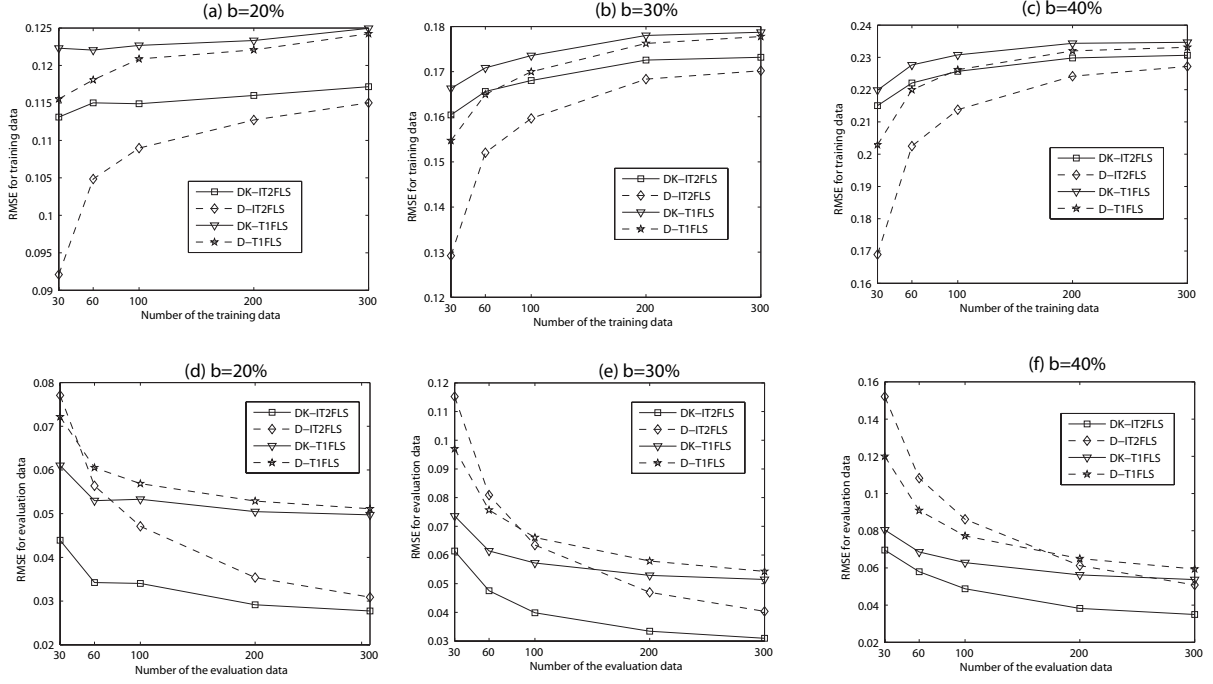 (a) b=20%
0.125
0.12
0.115
0.11
0.105
0.1
0.095
0.09
RMSE for training data
DK−IT2FLS
D−IT2FLS
DK−T1FLS
D−T1FLS
30 60 100 200 300
Number of the training data
(b) b=30%
0.18
0.17
0.16
0.15
0.14
0.13
0.12
RMSE for training data
DK−IT2FLS
D−IT2FLS
DK−T1FLS
D−T1FLS
30 60 100 200 300
Number of the training data
(c) b=40%
0.24
0.23
0.22
0.21
0.2
0.19
0.18
0.17
0.16
RMSE for training data
DK−IT2FLS
D−IT2FLS
DK−T1FLS
D−T1FLS
30 60 100 200 300
Number of the training data
(d) b=20%
0.08
0.07
0.06
0.05
0.04
0.03
0.02
RMSE for evaluation data
DK−IT2FLS
D−IT2FLS
DK−T1FLS
D−T1FLS
30 60 100 200 300
Number of the evaluation data
(e) b=30%
0.12
0.11
0.1
0.09
0.08
0.07
0.06
0.05
0.04
0.03
RMSE for evaluation data
DK−IT2FLS
D−IT2FLS
DK−T1FLS
D−T1FLS
30 60 100 200 300
Number of the evaluation data
(f) b=40%
0.16
0.14
0.12
0.1
0.08
0.06
0.04
0.02
RMSE for evaluation data
DK−IT2FLS
D−IT2FLS
DK−T1FLS
D−T1FLS
30 60 100 200 300
Number of the evaluation data